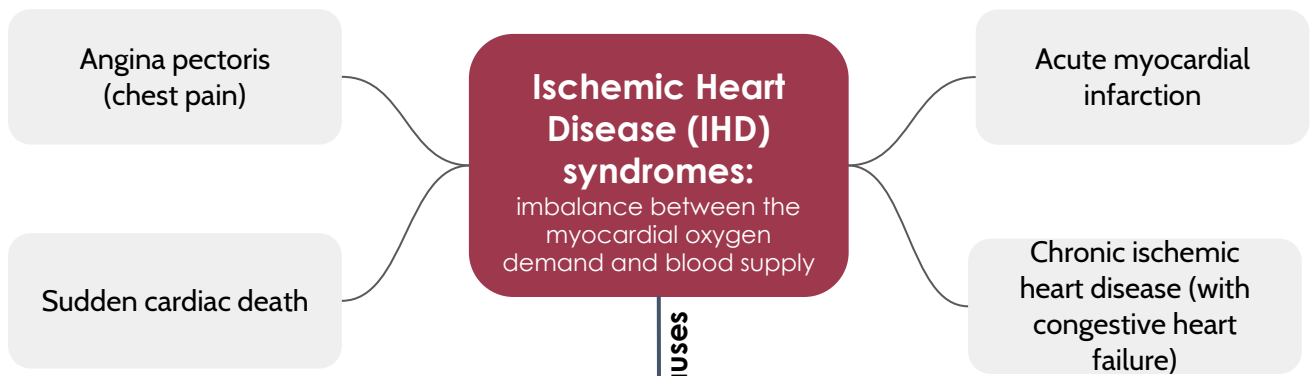 Angina pectoris
(chest pain)
Sudden cardiac death
Ischemic Heart
Disease (IHD)
syndromes:
imbalance between the
myocardial oxygen
demand and blood supply
Acute myocardial
infarction
Chronic ischemic
heart disease (with
congestive heart
failure)